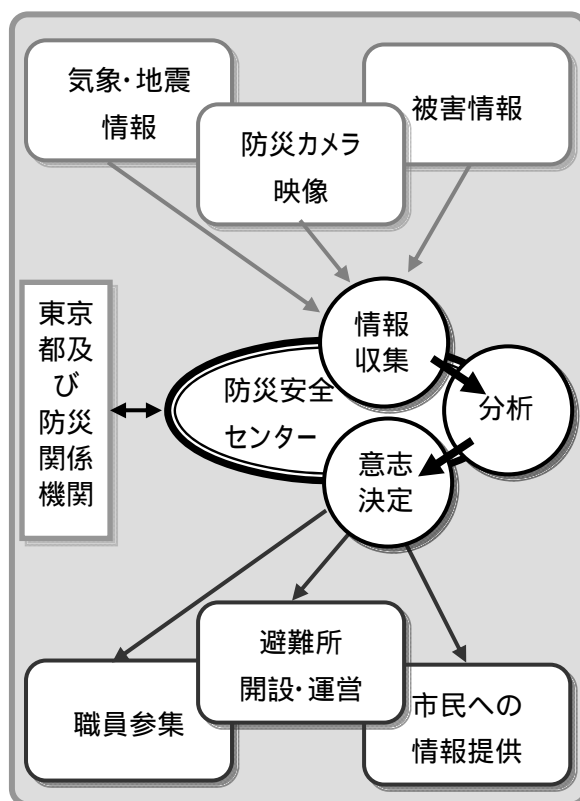 気象・地震
情報
防災カメラ
映像
被害情報
情報
収集
東京
都及
び
防災
関係
機関
防災安全
センター
分析
意志
決定
避難所
開設・運営
職員参集
市民への
情報提供